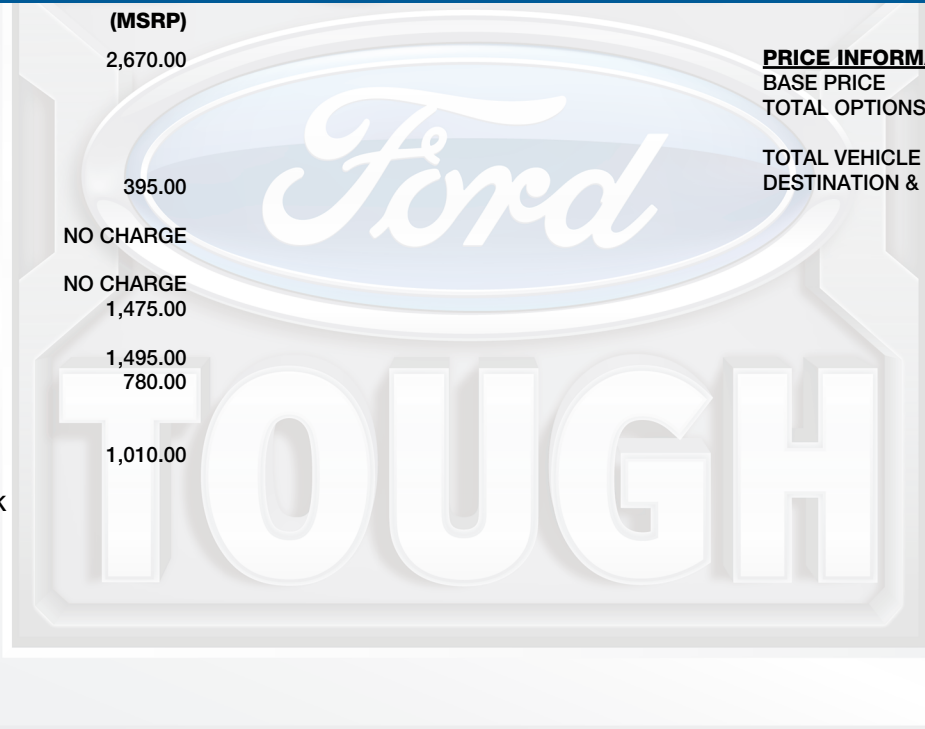 (MSRP)
2,670.00
395.00
NO CHARGE
NO CHARGE
1,475.00
1,495.00
780.00
1,010.00
K
PRICE INFORMA
BASE PRICE
TOTAL OPTIONS
TOTAL VEHICLE
DESTINATION &
Ford
TOUGH